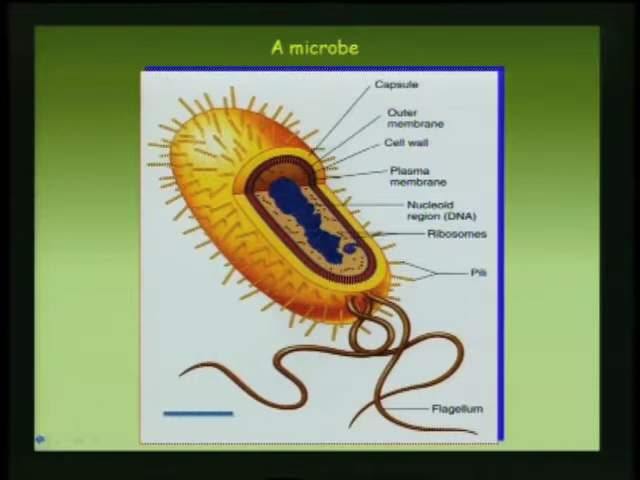 A microbe
Capsule
Outer
membrane
Cell wall
Plasma
membrane
Nucleoid
region (DNA)
Ribosomes
Pili
Flagellum